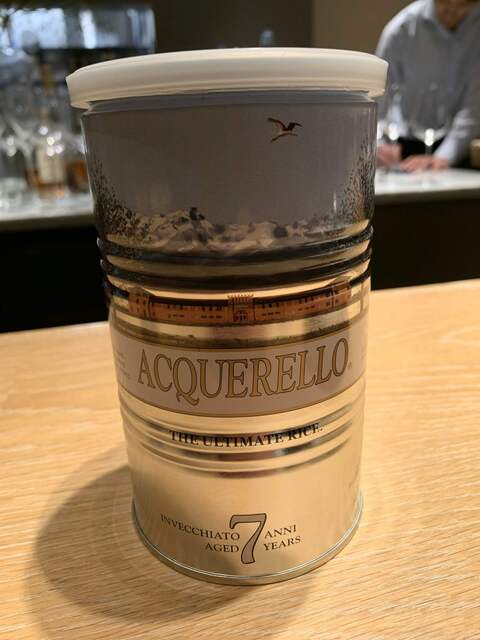 ACQUERELLO®
THE ULTIMATE RICE.
INVECCHIATO 7 ANNI
AGED YEARS